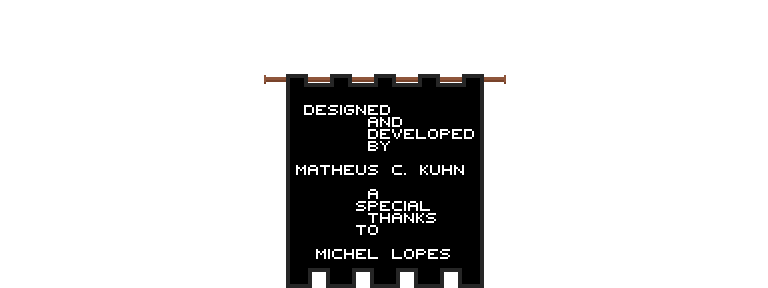 DESIGNED
AND
DEVELOPED
BY
MATHEUS C. KUHN
A
SPECIAL
THANKS
TO
MICHEL LOPES